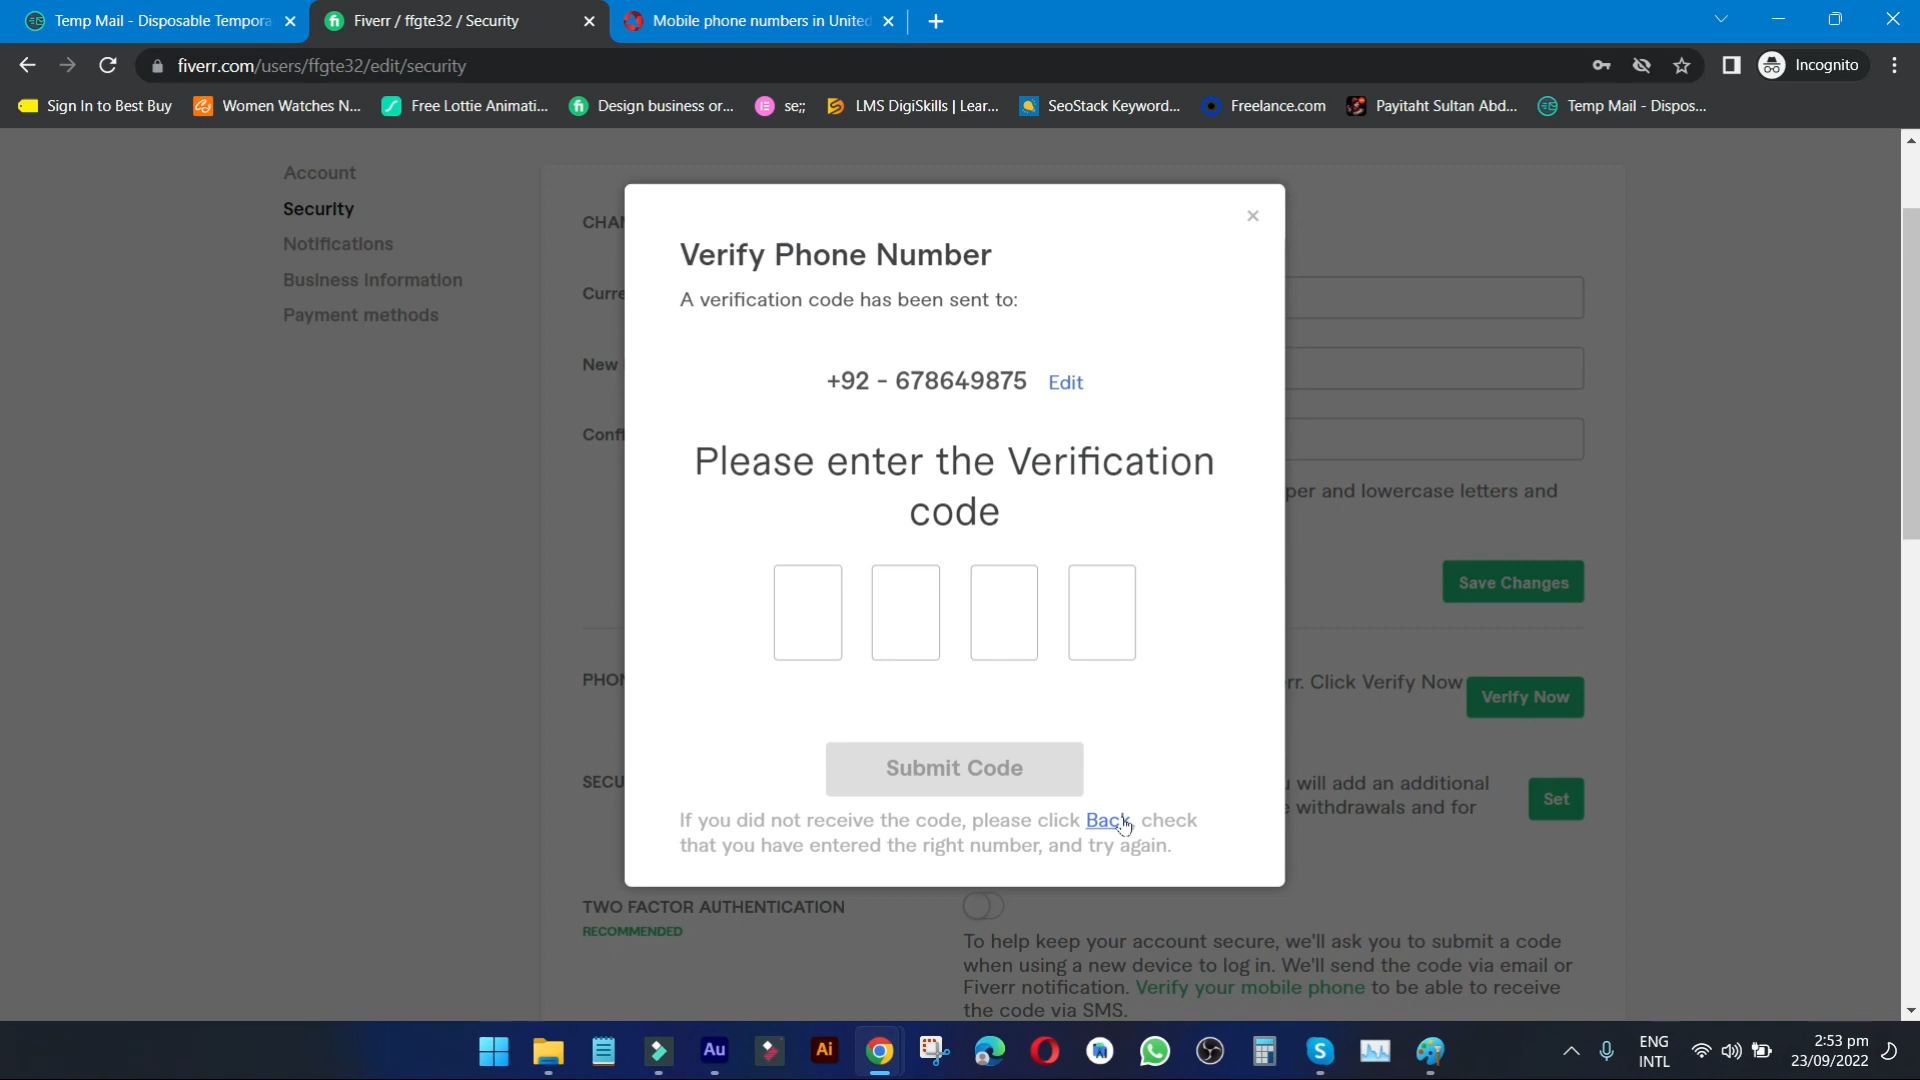 Temp Mail - Disposable Tempora
Fiverr / ffgte32 / Security
Mobile phone numbers in United
fiverr.com/users/ffgte32/edit/security
Incognito
Sign In to Best Buy
Women Watches N...
Free Lottie Animati...
Design business or...
se;;
LMS DigiSkills | Lear...
SeoStack Keyword...
Freelance.com
Payitaht Sultan Abd...
Temp Mail - Dispos...
Account
Security
Notifications
Business Information
Payment methods
CHAN
Curre
New
Conf
per and lowercase letters and
Save Changes
PHON
rr. Click Verify Now
Verify Now
SECU
will add an additional
withdrawals and for
Set
Verify Phone Number
A verification code has been sent to:
+92 - 678649875 Edit
Please enter the Verification
code
Submit Code
If you did not receive the code, please click Back, check
that you have entered the right number, and try again.
TWO FACTOR AUTHENTICATION
RECOMMENDED
To help keep your account secure, we'll ask you to submit a code
when using a new device to log in. We'll send the code via email or
Fiverr notification. Verify your mobile phone to be able to receive
the code via SMS.
Au
Ai
ENG
INTL
2:53 pm
23/09/2022